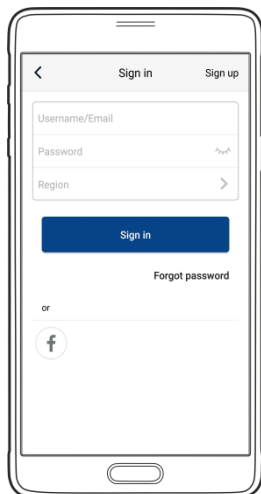 Sign in Sign up
Username/Email
Password
Region
Sign in
Forgot password
or
f